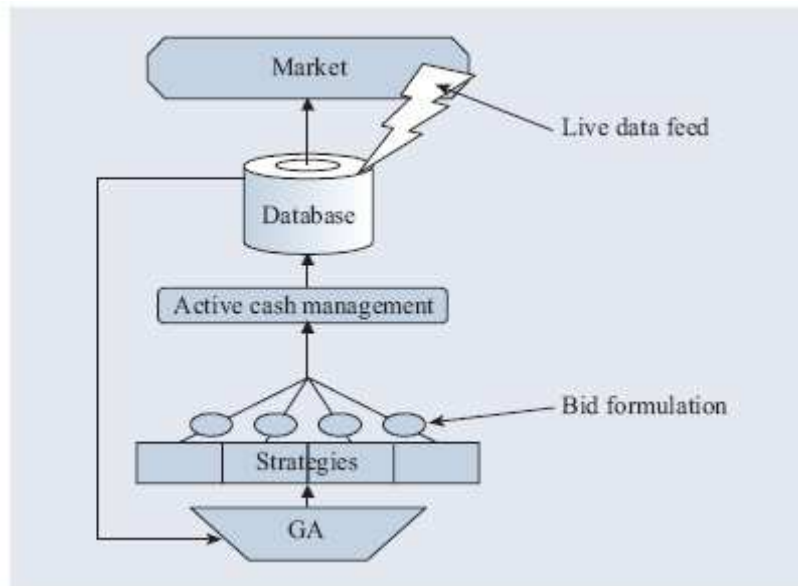 Market
Live data feed
Database
Active cash management
Bid formulation
Strategies
GA